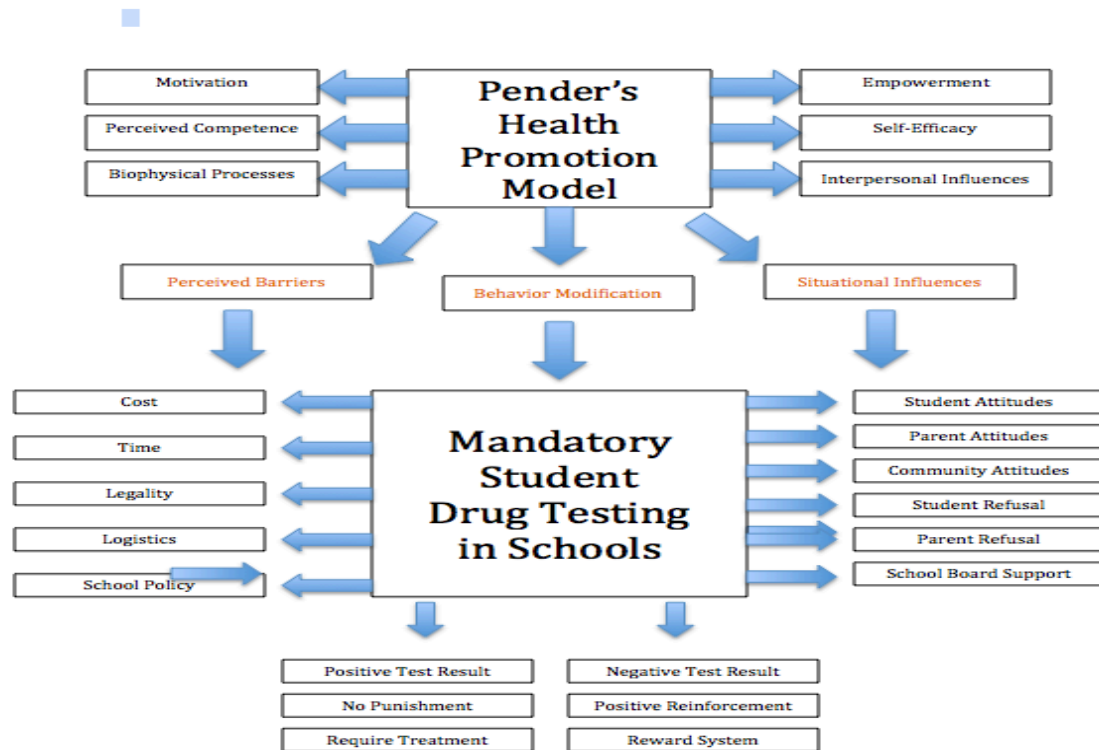 Motivation
Perceived Competence
Biophysical Processes
Pender's
Health
Promotion
Model
Empowerment
Self-Efficacy
Interpersonal Influences
Perceived Barriers
Behavior Modification
Situational Influences
Cost
Time
Legality
Logistics
School Policy
Mandatory
Student
Drug Testing
in Schools
Student Attitudes
Parent Attitudes
Community Attitudes
Student Refusal
Parent Refusal
School Board Support
Positive Test Result
No Punishment
Require Treatment
Negative Test Result
Positive Reinforcement
Reward System